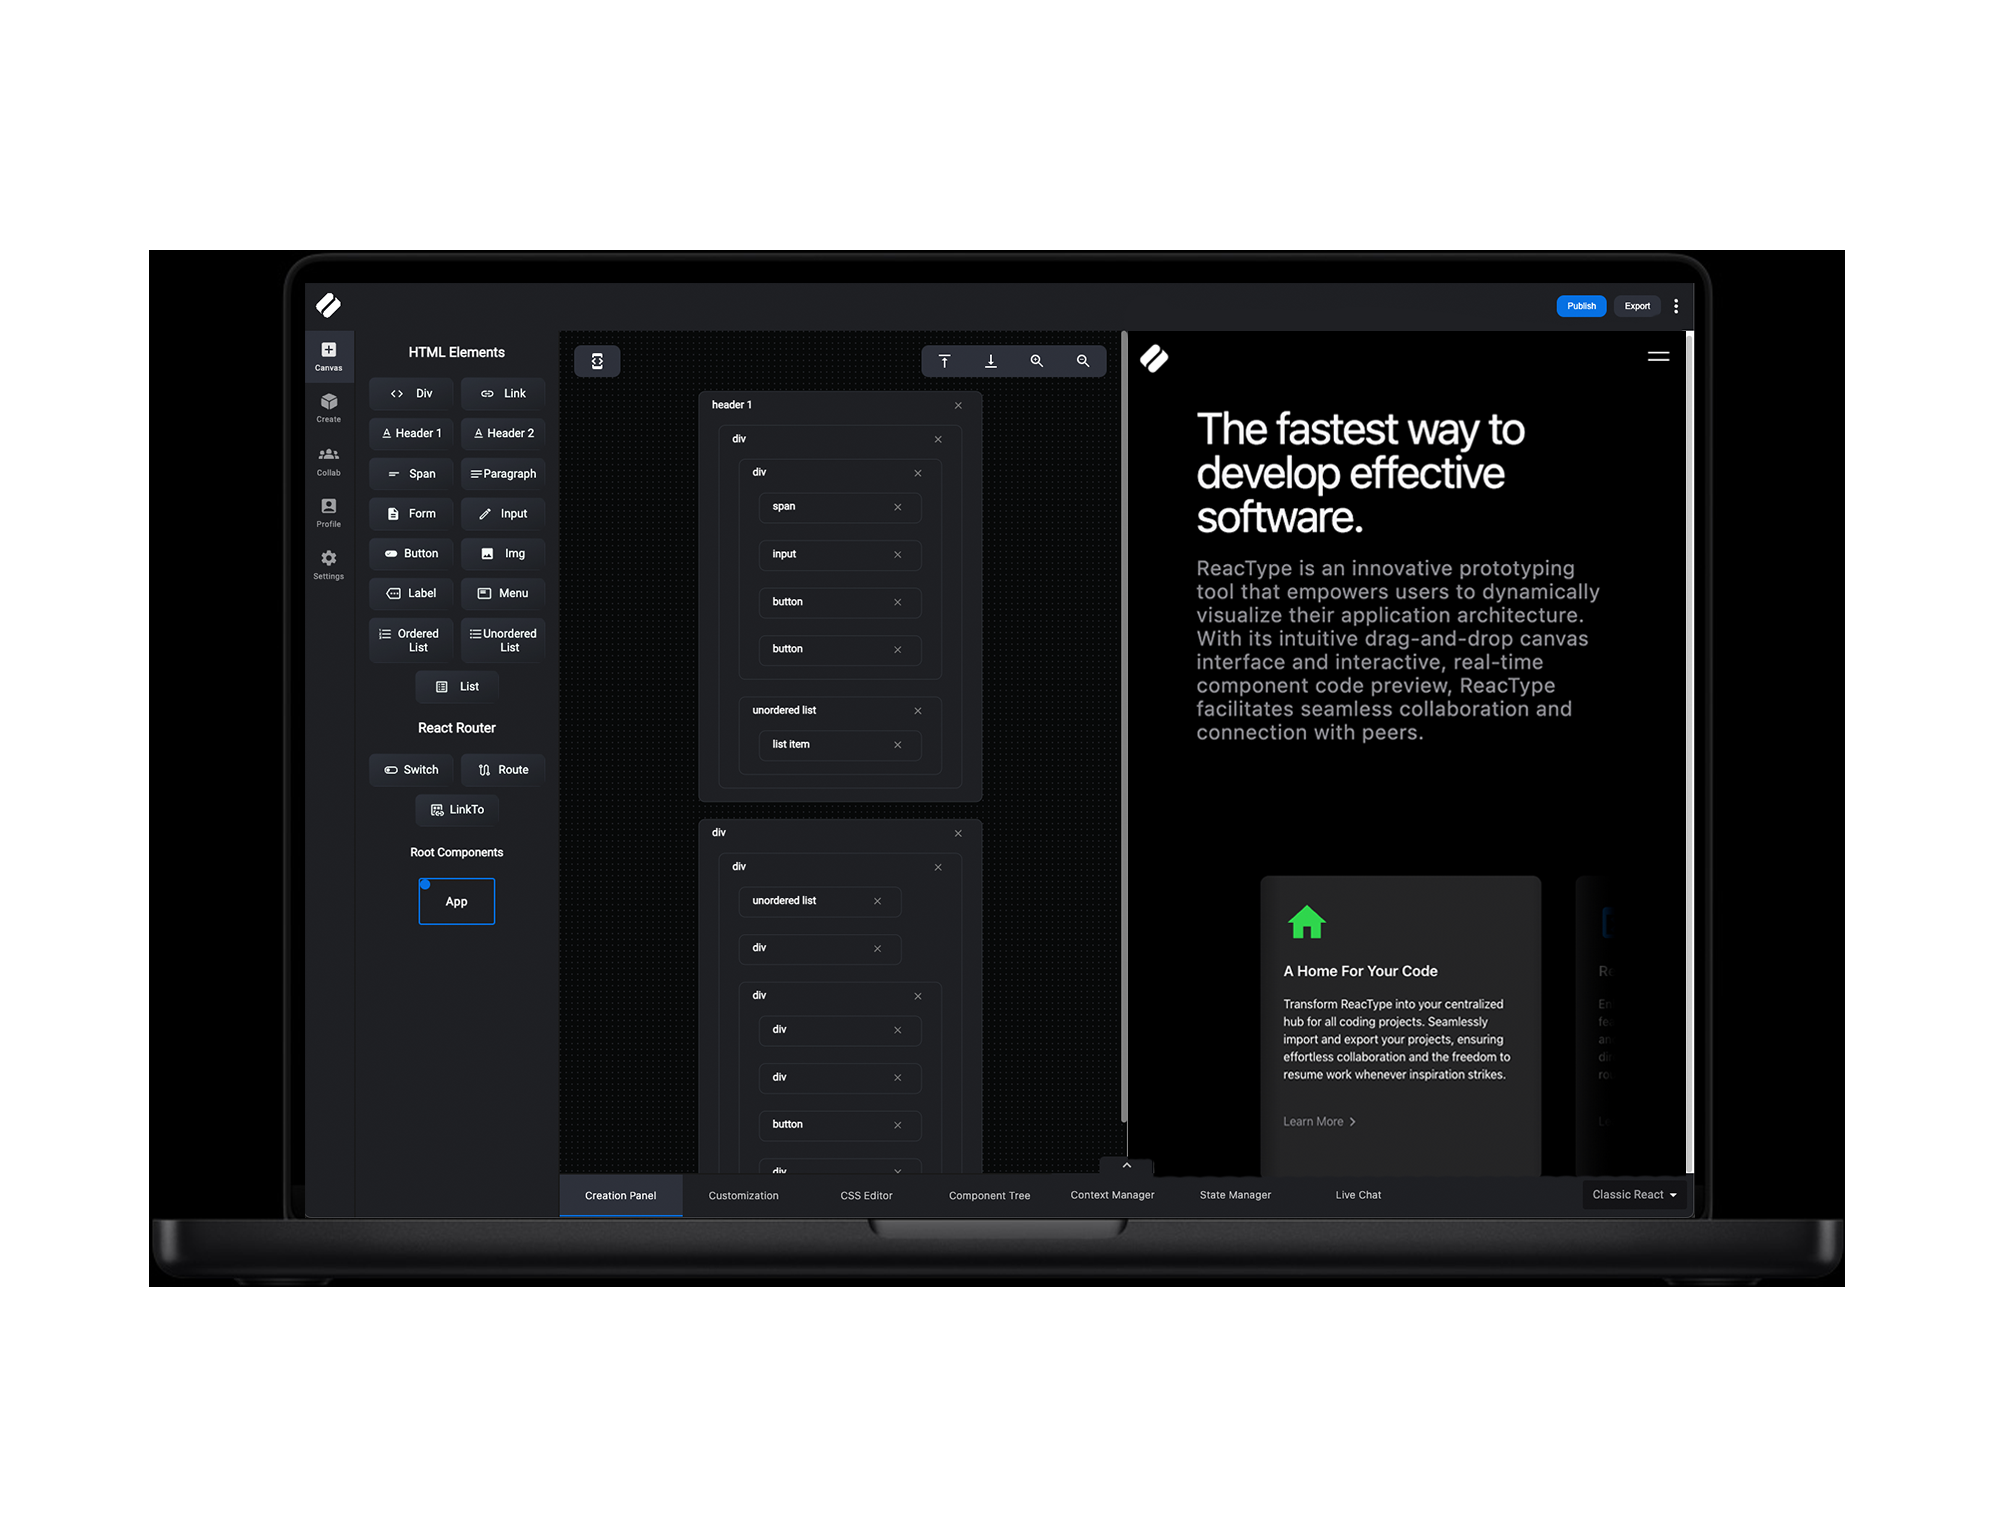 Publish
Export
Canvas
Create
Collab
Profile
Settings
HTML Elements
Div
Link
Header 1
Header 2
Span
Paragraph
Form
Input
Button
Img
Label
Menu
Ordered
List
Unordered
List
List
React Router
Switch
Route
LinkTo
Root Components
App
header 1
div
div
span
input
button
button
unordered list
list item
div
div
unordered list
div
div
div
div
button
div
The fastest way to
develop effective
software.
ReacType is an innovative prototyping
tool that empowers users to dynamically
visualize their application architecture.
With its intuitive drag-and-drop canvas
interface and interactive, real-time
component code preview, ReacType
facilitates seamless collaboration and
connection with peers.
A Home For Your Code
Transform ReacType into your centralized
hub for all coding projects. Seamlessly
import and export your projects, ensuring
effortless collaboration and the freedom to
resume work whenever inspiration strikes.
Learn More
Creation Panel
Customization
CSS Editor
Component Tree
Context Manager
State Manager
Live Chat
Classic React